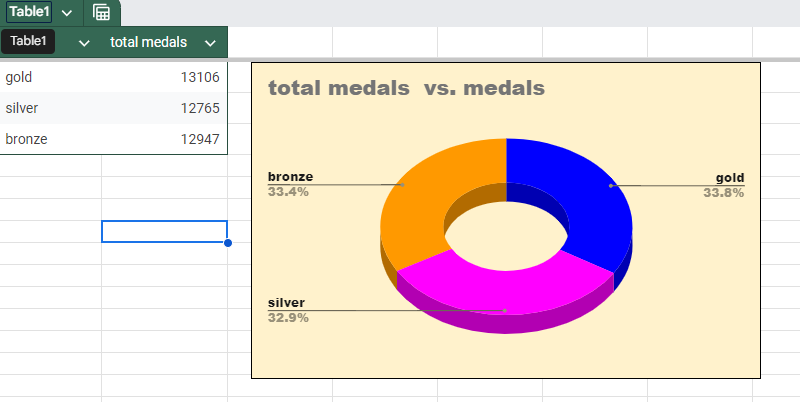 Table1
Table1
total medals
gold 13106
silver 12765
bronze 12947
total medals vs. medals
bronze
33.4%
gold
33.8%
silver
32.9%